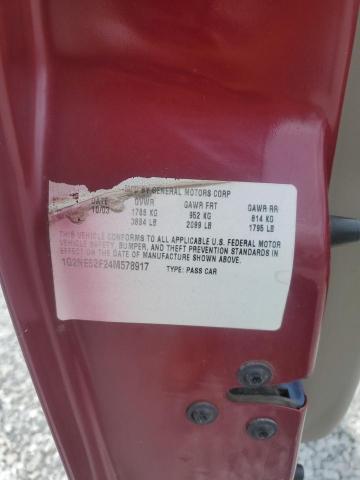 MFD BY GENERAL MOTORS CORP
DATE GVWR GAWR FRT GAWR RR
10/03 1766 KG 952 KG 814 KG
3894 LB 2099 LB 1795 LB
THIS VEHICLE CONFORMS TO ALL APPLICABLE U.S. FEDERAL MOTOR
VEHICLE SAFETY, BUMPER, AND THEFT PREVENTION STANDARDS
IN EFFECT ON THE DATE OF MANUFACTURE SHOWN ABOVE.
1G2NE52F24M578917 TYPE: PASS CAR